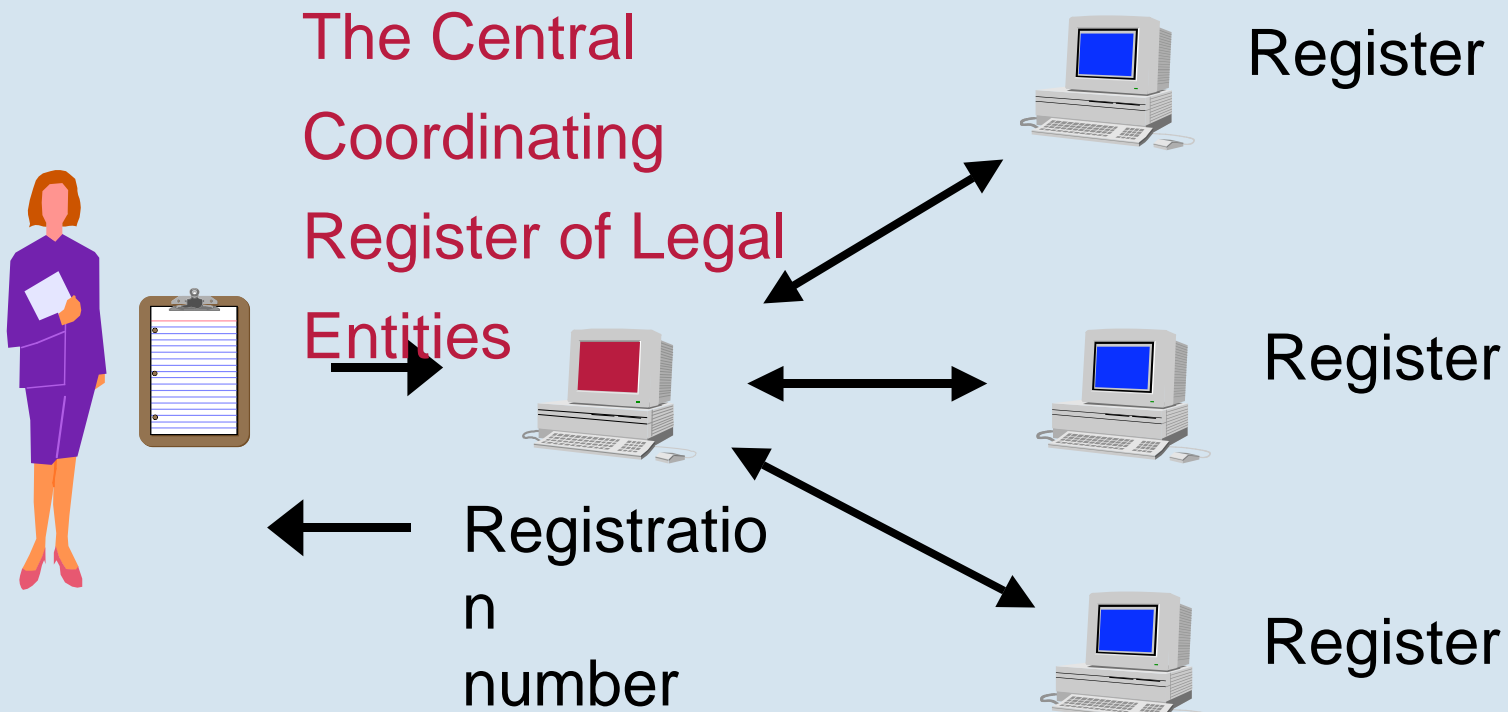 The Central
Coordinating
Register of Legal
Entities
Register
Register
Registratio
n
number
Register